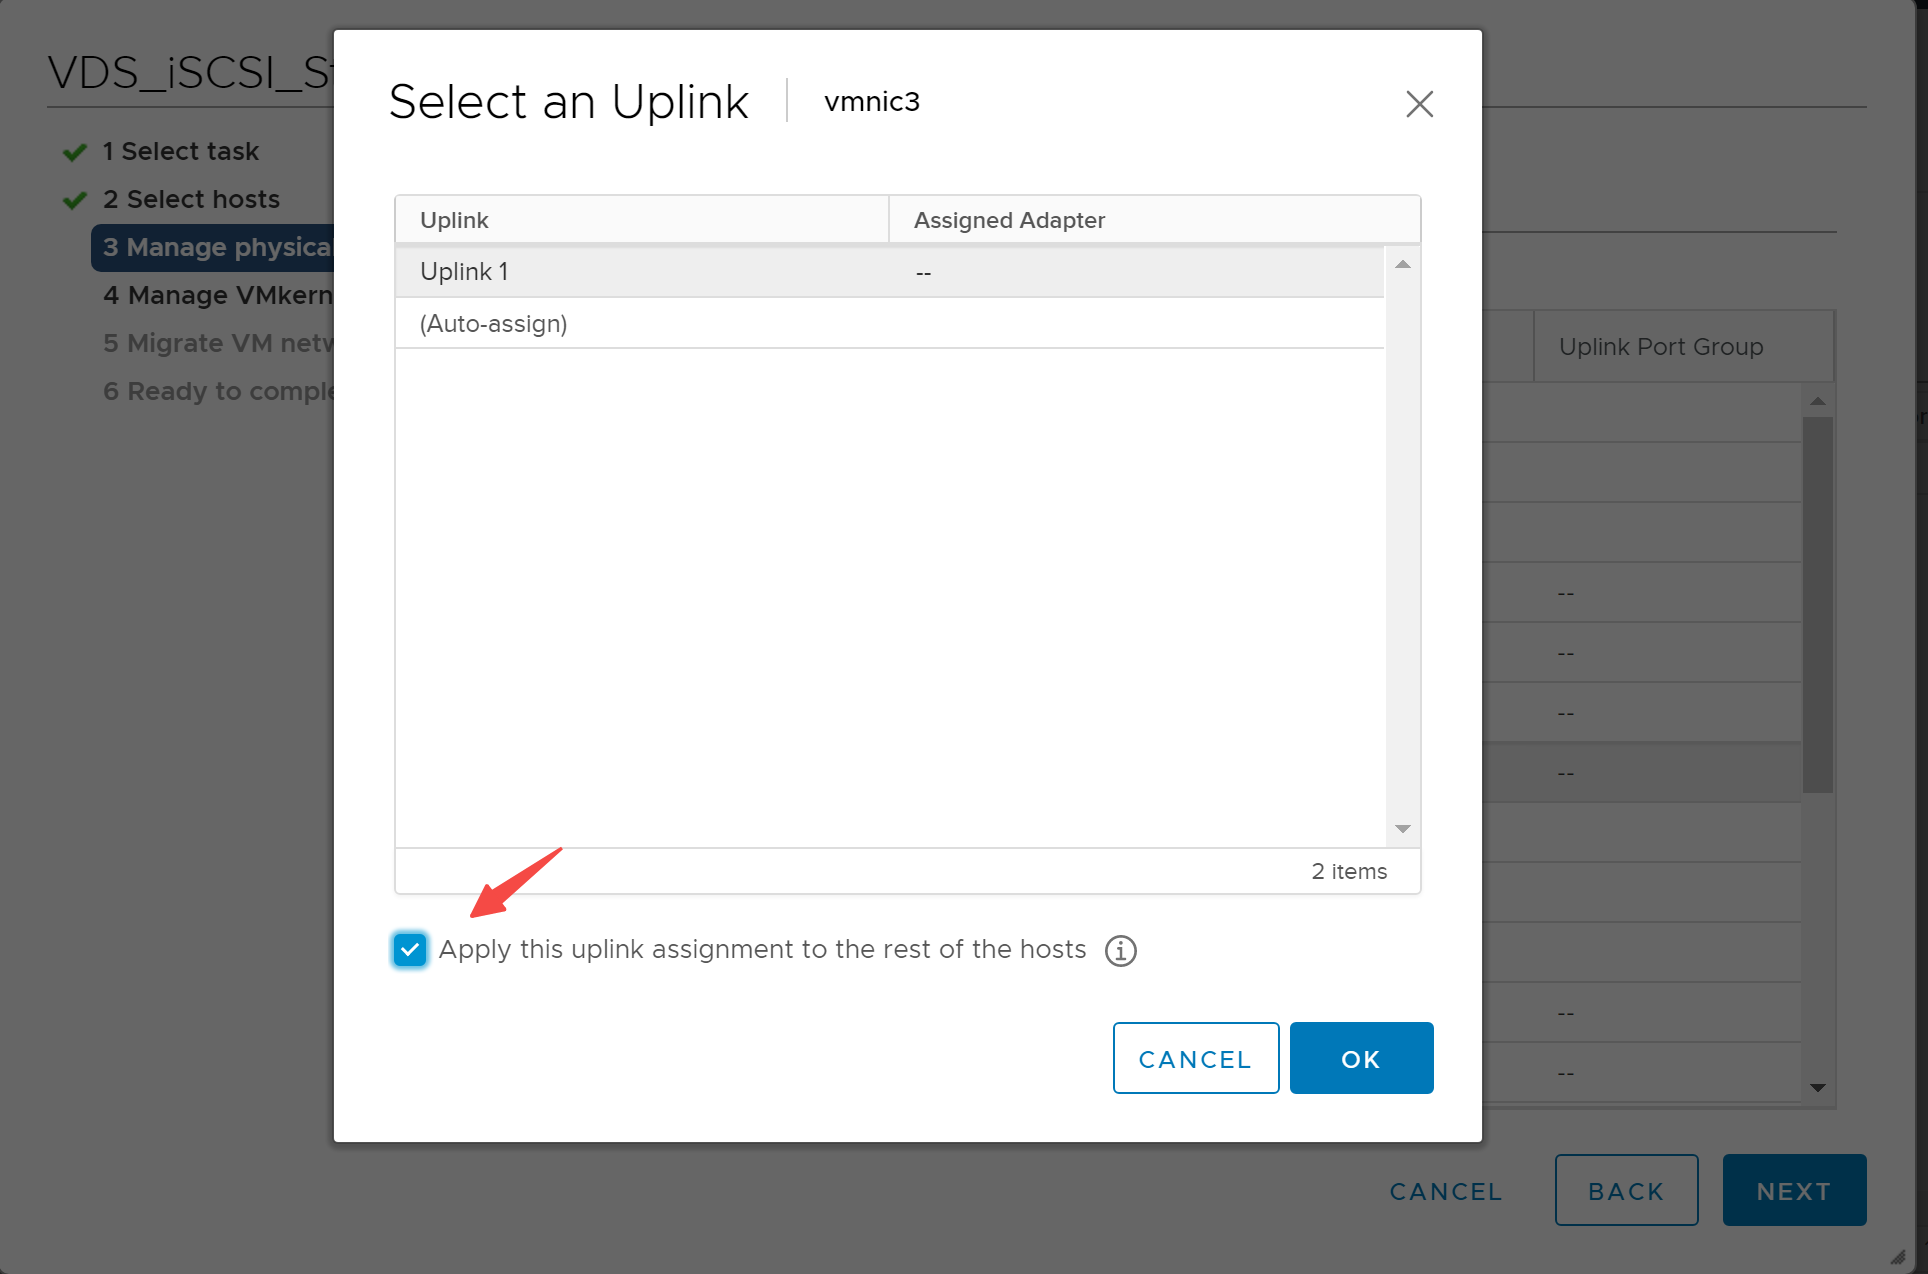 VDS_iSCSI_St
1 Select task
2 Select hosts
3 Manage physical
4 Manage VMkern
5 Migrate VM netw
6 Ready to comple
Select an Uplink
vmnic3
Uplink
Assigned Adapter
Uplink 1
--
(Auto-assign)
2 items
Apply this uplink assignment to the rest of the hosts
CANCEL
OK
Uplink Port Group
--
--
--
--
--
--
CANCEL
BACK
NEXT